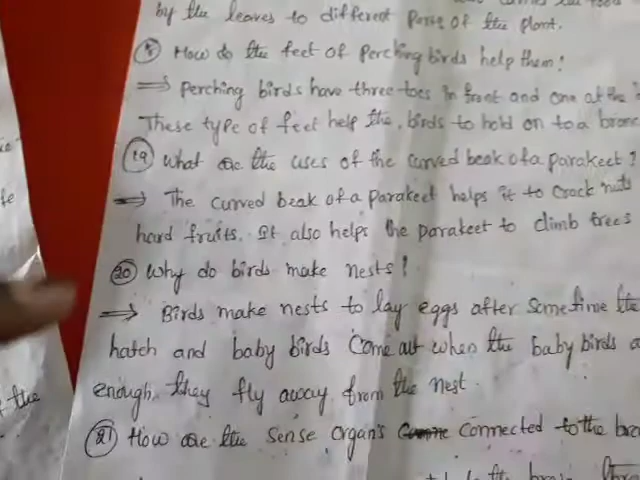 by the leaves to different parts of the plant.
⑧ How do the feet of perching birds help them?
⇒ perching birds have three toes in front and one at the
These type of feet help the, birds to hold on to a branc
⑲ what are the uses of the curved beak of a parakeet?
⇒ The curved beak of a parakeet helps it to crack nuts
hard fruits. It also helps the parakeet to climb trees
⑳ why do birds make nests?
⇒ Birds make nests to lay eggs after sometime the
hatch and baby birds come out when the baby birds a
enough, they fly away from the nest.
㉑ How are the sense organ's connected to the bra
the